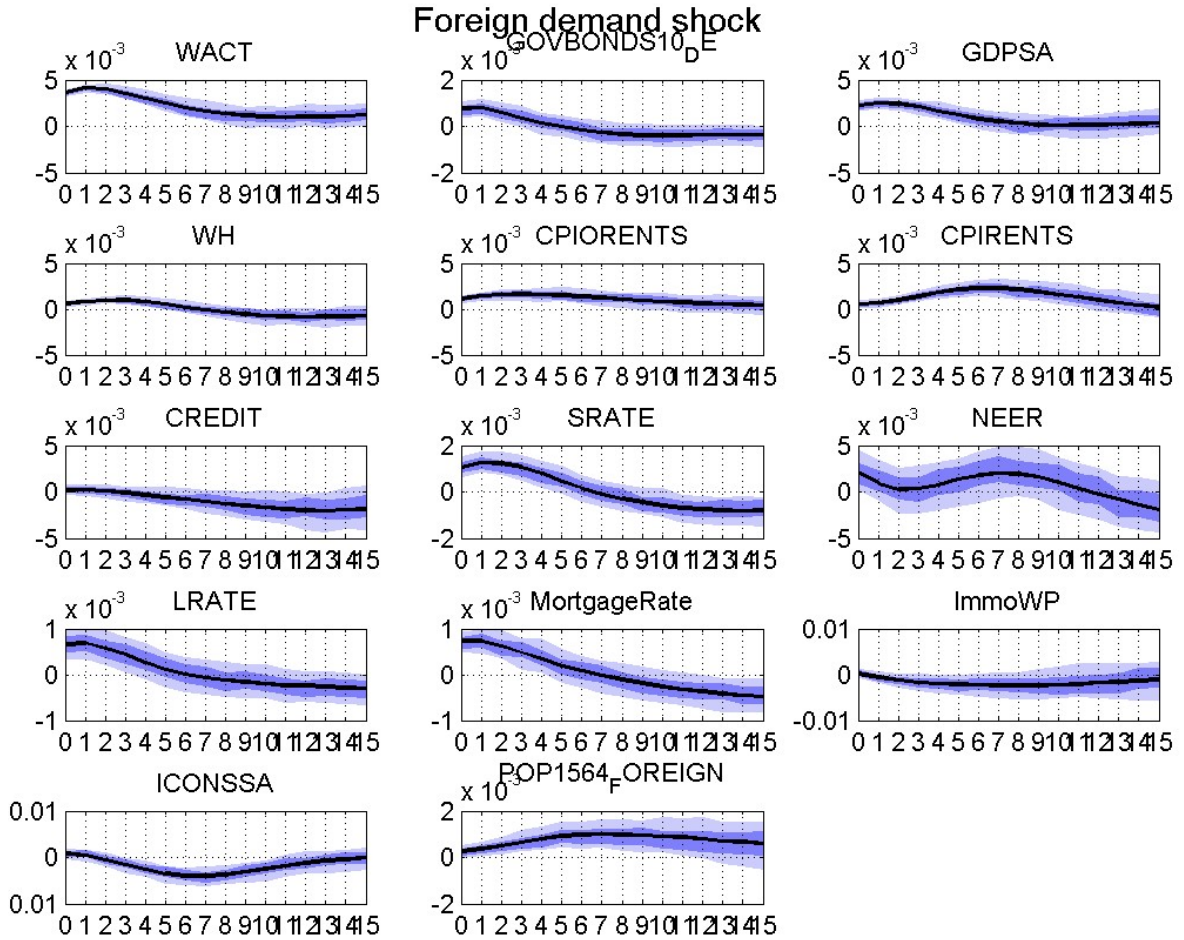 Foreign demand shock
WACT
GOVBONDS10_DE
GDPSA
x 10^-3
x 10^-3
x 10^-3
5
0
-5
0 1 2 3 4 5 6 7 8 9 10 11 12 13 14 15
2
0
-2
0 1 2 3 4 5 6 7 8 9 10 11 12 13 14 15
5
0
-5
0 1 2 3 4 5 6 7 8 9 10 11 12 13 14 15
WH
CPIORENTS
CPIRENTS
x 10^-3
x 10^-3
x 10^-3
5
0
-5
0 1 2 3 4 5 6 7 8 9 10 11 12 13 14 15
5
0
-5
0 1 2 3 4 5 6 7 8 9 10 11 12 13 14 15
5
0
-5
0 1 2 3 4 5 6 7 8 9 10 11 12 13 14 15
CREDIT
SRATE
NEER
x 10^-3
x 10^-3
x 10^-3
5
0
-5
0 1 2 3 4 5 6 7 8 9 10 11 12 13 14 15
2
0
-2
0 1 2 3 4 5 6 7 8 9 10 11 12 13 14 15
5
0
-5
0 1 2 3 4 5 6 7 8 9 10 11 12 13 14 15
LRATE
MortgageRate
ImmoWP
x 10^-3
x 10^-3
1
0
-1
0 1 2 3 4 5 6 7 8 9 10 11 12 13 14 15
1
0
-1
0 1 2 3 4 5 6 7 8 9 10 11 12 13 14 15
0.01
0
-0.01
0 1 2 3 4 5 6 7 8 9 10 11 12 13 14 15
ICONSSA
POP1564_FOREIGN
x 10^-3
0.01
0
0.01
0 1 2 3 4 5 6 7 8 9 10 11 12 13 14 15
2
0
-2
0 1 2 3 4 5 6 7 8 9 10 11 12 13 14 15